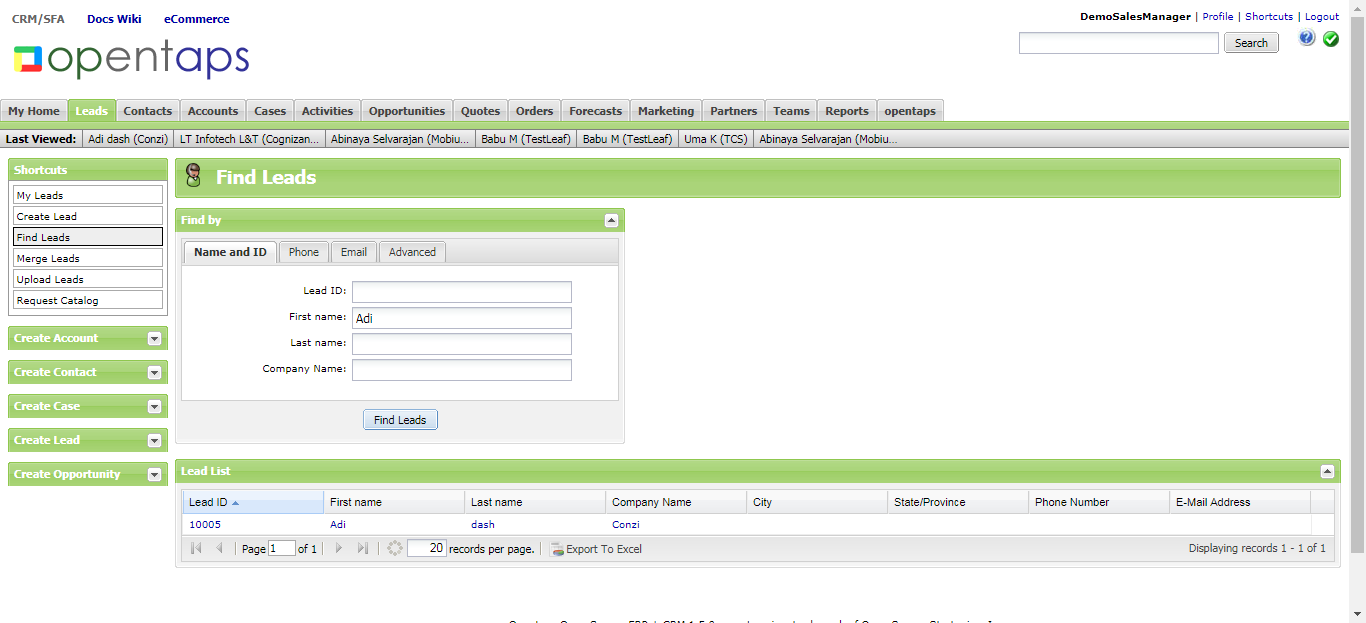 CRM/SFA Docs Wiki eCommerce
DemoSalesManager | Profile | Shortcuts | Logout
opentaps
Search
My Home Leads Contacts Accounts Cases Activities Opportunities Quotes Orders Forecasts Marketing Partners Teams Reports opentaps
Last Viewed: Adi dash (Conzi) LT Infotech L&T (Cognizan... Abinaya Selvarajan (Mobiu... Babu M (TestLeaf) Babu M (TestLeaf) Uma K (TCS) Abinaya Selvarajan (Mobiu...
Shortcuts
My Leads
Create Lead
Find Leads
Merge Leads
Upload Leads
Request Catalog
Create Account
Create Contact
Create Case
Create Lead
Create Opportunity
Find Leads
Find by
Name and ID Phone Email Advanced
Lead ID:
First name: Adi
Last name:
Company Name:
Find Leads
Lead List
Lead ID First name Last name Company Name City State/Province Phone Number E-Mail Address
10005 Adi dash Conzi
Page 1 of 1 20 records per page. Export To Excel Displaying records 1 - 1 of 1